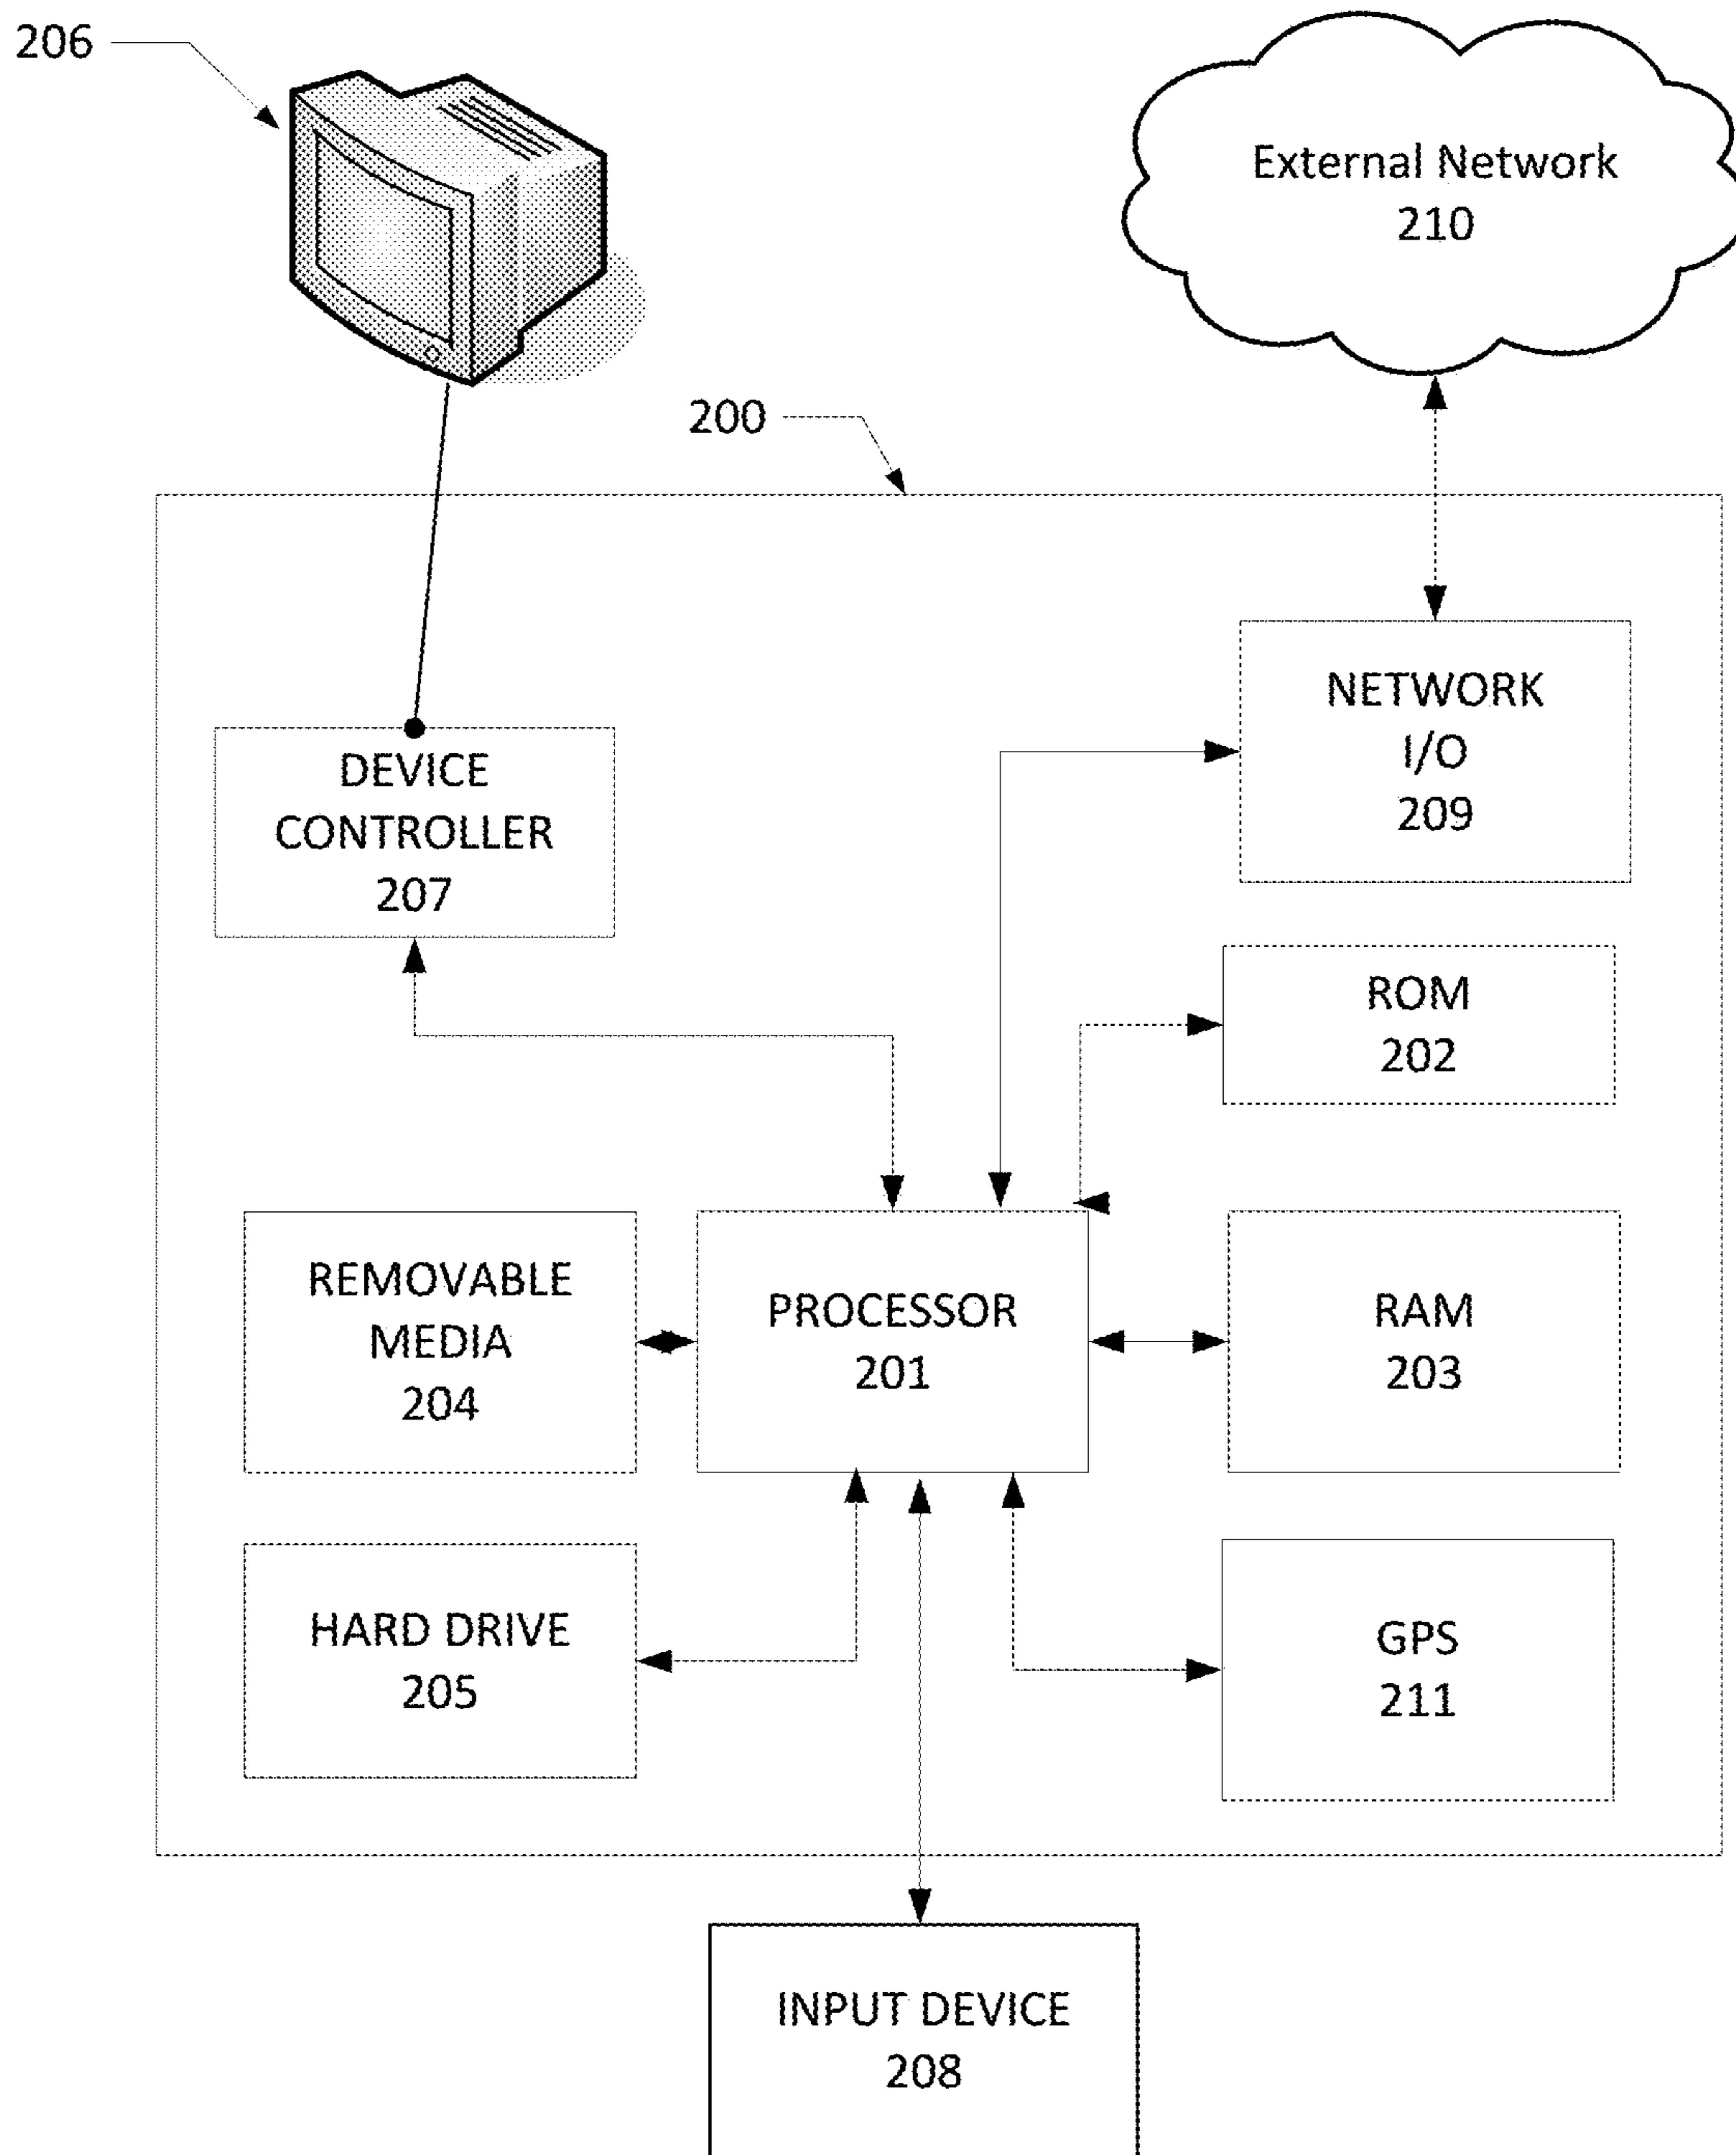 206
External Network
210
200
NETWORK
I/O
209
DEVICE
CONTROLLER
207
ROM
202
REMOVABLE
MEDIA
204
PROCESSOR
201
RAM
203
HARD DRIVE
205
GPS
211
INPUT DEVICE
208